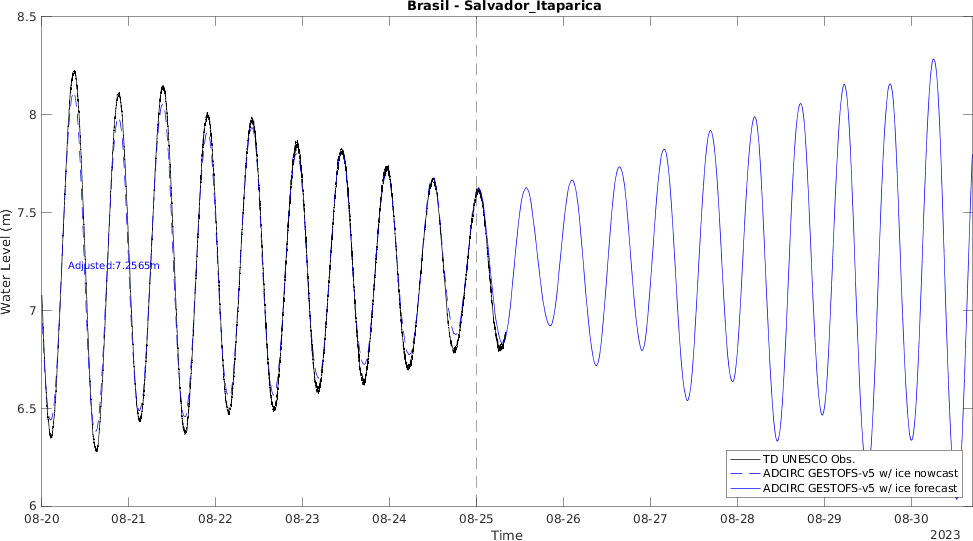 Brasil - Salvador_Itaparica
8.5
8
7.5
7
6.5
6
Water Level (m)
Adjusted:7.2565m
TD UNESCO Obs.
ADCIRC GESTOFS-v5 w/ ice nowcast
ADCIRC GESTOFS-v5 w/ ice forecast
08-20 08-21 08-22 08-23 08-24 08-25 08-26 08-27 08-28 08-29 08-30
Time
2023